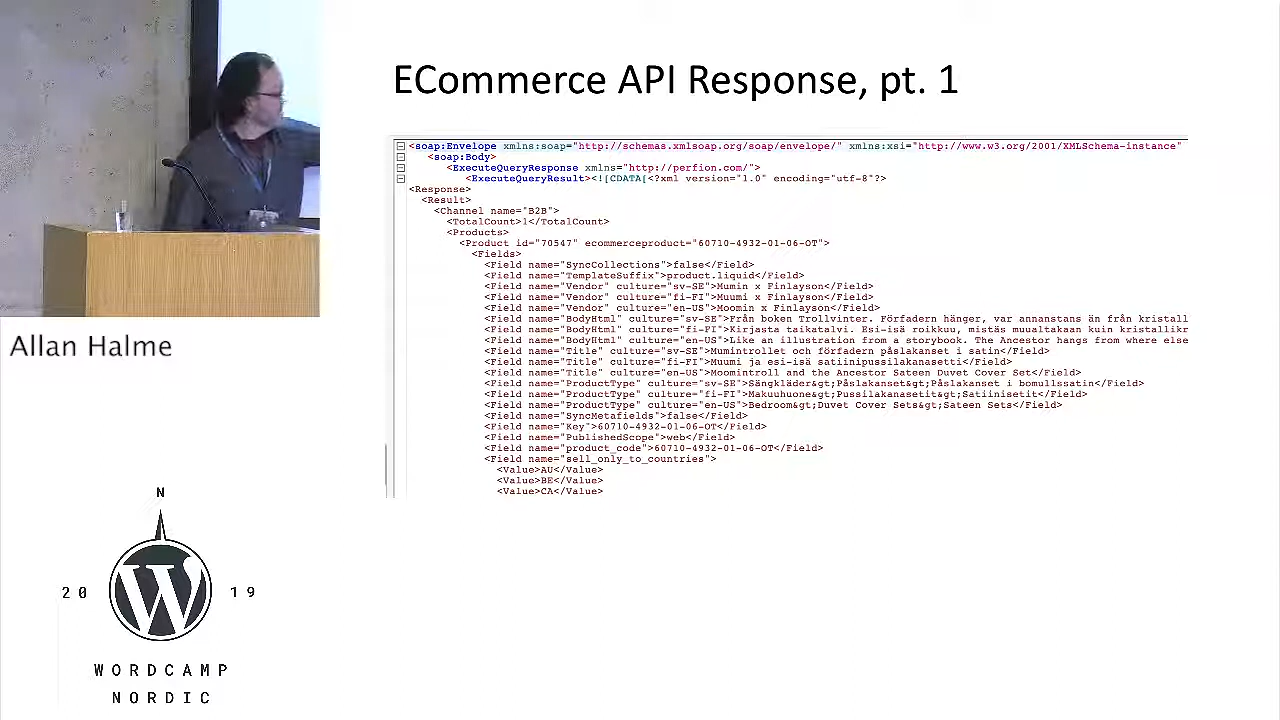 ECommerce API Response, pt. 1
<soap:Envelope xmlns:soap="http://schemas.xmlsoap.org/soap/envelope/" xmlns:xsi="http://www.w3.org/2001/XMLSchema-instance"
<soap:Body>
<ExecuteQueryResponse xmlns="http://perfion.com/">
<ExecuteQueryResult><![CDATA[<?xml version="1.0" encoding="utf-8"?>
<Response>
<Result>
<Channel name="B2B">
<TotalCount>1</TotalCount>
<Products>
<Product id="70547" ecommerceproduct="60710-4932-01-06-OT">
<Fields>
<Field name="SyncCollections">false</Field>
<Field name="TemplateSuffix">product.liquid</Field>
<Field name="Vendor" culture="sv-SE">Mumin x Finlayson</Field>
<Field name="Vendor" culture="fi-FI">Muumi x Finlayson</Field>
<Field name="Vendor" culture="en-US">Moomin x Finlayson</Field>
<Field name="BodyHtml" culture="sv-SE">Från boken Trollvinter. Förfadern hänger, var annanstans än från kristall
<Field name="BodyHtml" culture="fi-FI">Kirjasta taikatalvi. Esi-isä roikkuu, mistäs muualtakaan kuin kristallikr
<Field name="BodyHtml" culture="en-US">Like an illustration from a storybook. The Ancestor hangs from where else
<Field name="Title" culture="sv-SE">Mumintrollet och förfadern påslakanset i satin</Field>
<Field name="Title" culture="fi-FI">Muumi ja esi-isä satiinipussilakanasetti</Field>
<Field name="Title" culture="en-US">Moomintroll and the Ancestor Sateen Duvet Cover Set</Field>
<Field name="ProductType" culture="sv-SE">Sängkläder&gt;Påslakanset&gt;Påslakanset i bomullssatin</Field>
<Field name="ProductType" culture="fi-FI">Makuuhuone&gt;Pussilakanasetit&gt;Satiinisetit</Field>
<Field name="ProductType" culture="en-US">Bedroom&gt;Duvet Cover Sets&gt;Sateen Sets</Field>
<Field name="SyncMetafields">false</Field>
<Field name="Key">60710-4932-01-06-OT</Field>
<Field name="PublishedScope">web</Field>
<Field name="product_code">60710-4932-01-06-OT</Field>
<Field name="sell_only_to_countries">
<Value>AU</Value>
<Value>BE</Value>
<Value>CA</Value>
Allan Halme
N
20 19
WORDCAMP
NORDIC